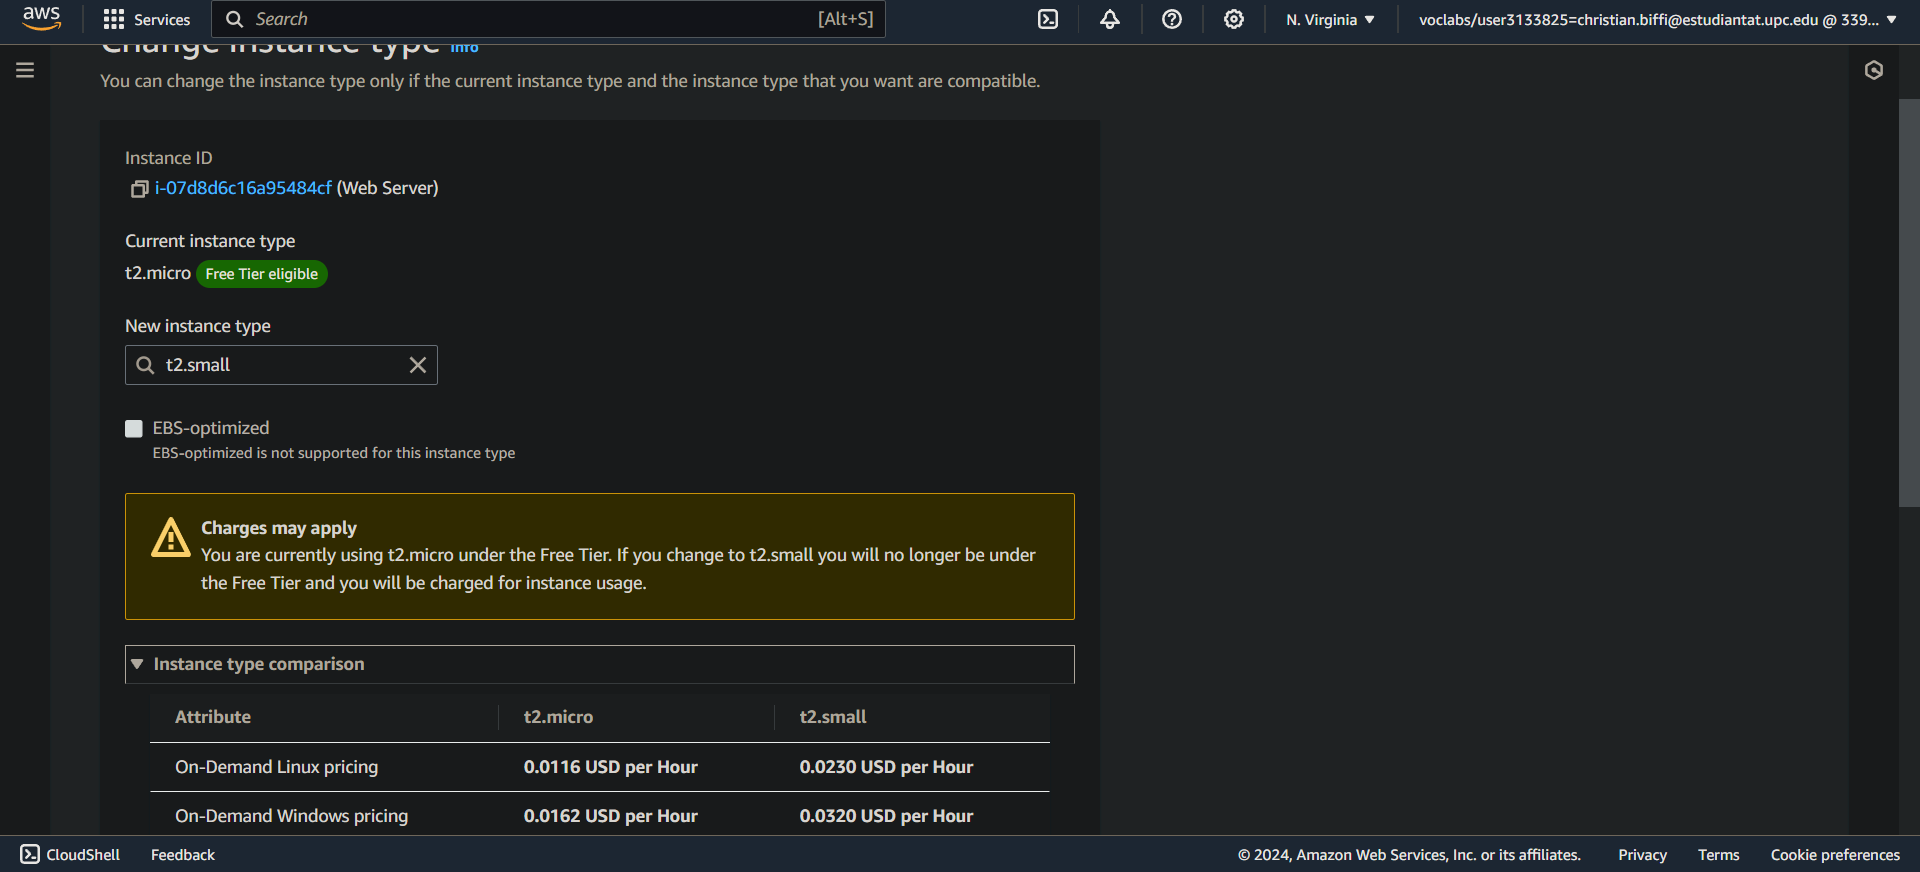 aws
Services
Search
[Alt+S]
N. Virginia
voclabs/user3133825=christian.biffi@estudiantat.upc.edu @ 339...
Change instance type Info
You can change the instance type only if the current instance type and the instance type that you want are compatible.
Instance ID
i-07d8d6c16a95484cf (Web Server)
Current instance type
t2.micro Free Tier eligible
New instance type
t2.small
EBS-optimized
EBS-optimized is not supported for this instance type
Charges may apply
You are currently using t2.micro under the Free Tier. If you change to t2.small you will no longer be under
the Free Tier and you will be charged for instance usage.
Instance type comparison
Attribute t2.micro t2.small
On-Demand Linux pricing 0.0116 USD per Hour 0.0230 USD per Hour
On-Demand Windows pricing 0.0162 USD per Hour 0.0320 USD per Hour
CloudShell Feedback © 2024, Amazon Web Services, Inc. or its affiliates. Privacy Terms Cookie preferences